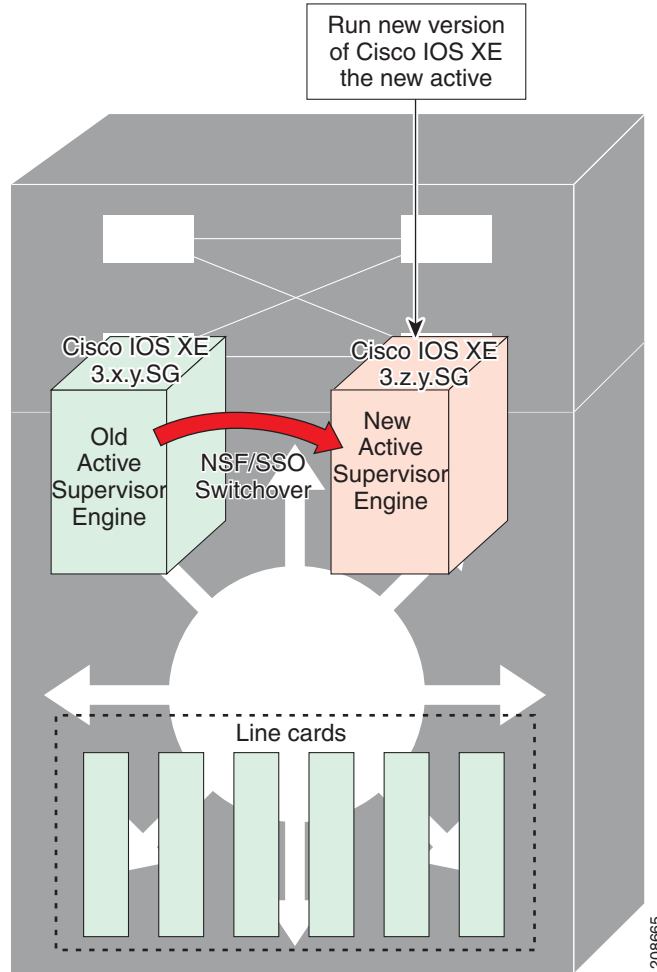 Run new version
of Cisco IOS XE
the new active
Cisco IOS XE
3.x.y.SG
Cisco IOS XE
3.z.y.SG
Old
Active
Supervisor
Engine
NSF/SSO
Switchover
New
Active
Supervisor
Engine
Line cards
208665